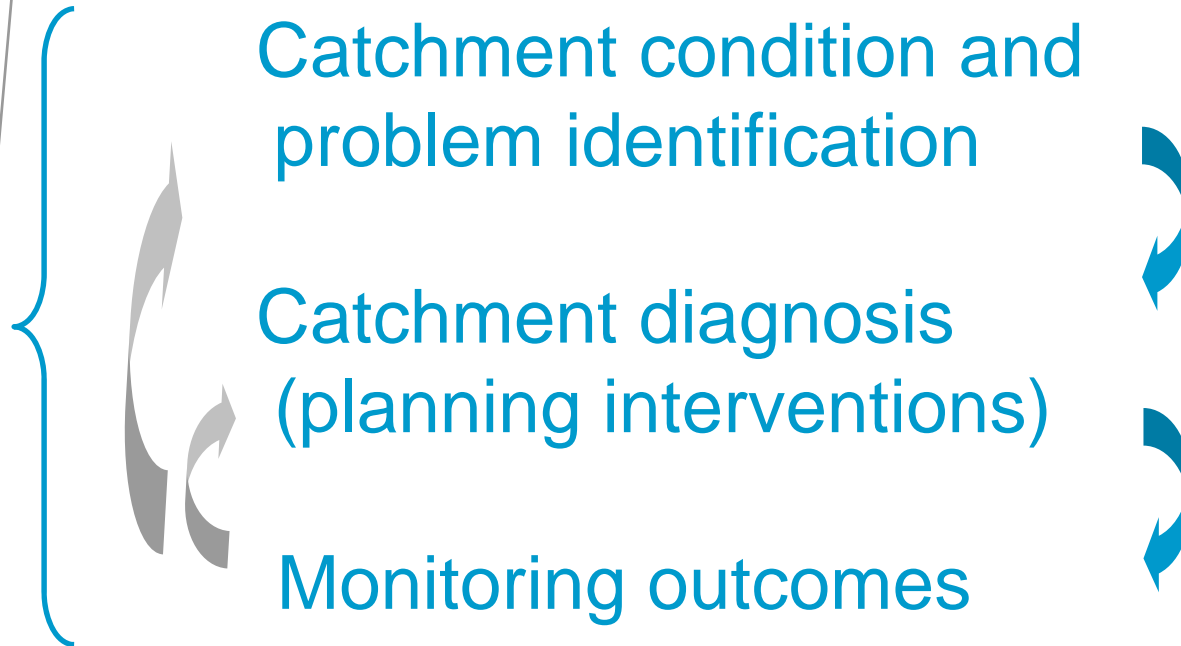 Catchment condition and
problem identification
Catchment diagnosis
(planning interventions)
Monitoring outcomes